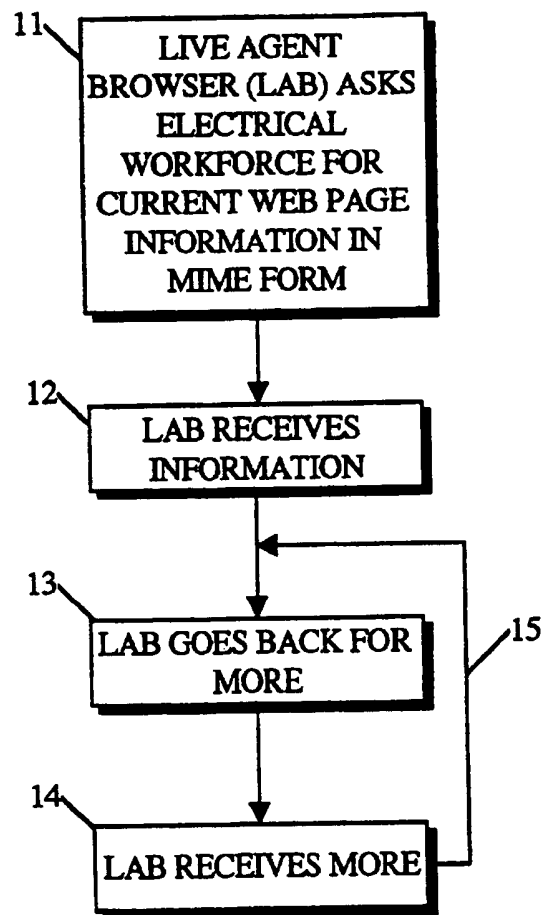 11
LIVE AGENT
BROWSER (LAB) ASKS
ELECTRICAL
WORKFORCE FOR
CURRENT WEB PAGE
INFORMATION IN
MIME FORM
12
LAB RECEIVES
INFORMATION
13
LAB GOES BACK FOR
MORE
15
14
LAB RECEIVES MORE